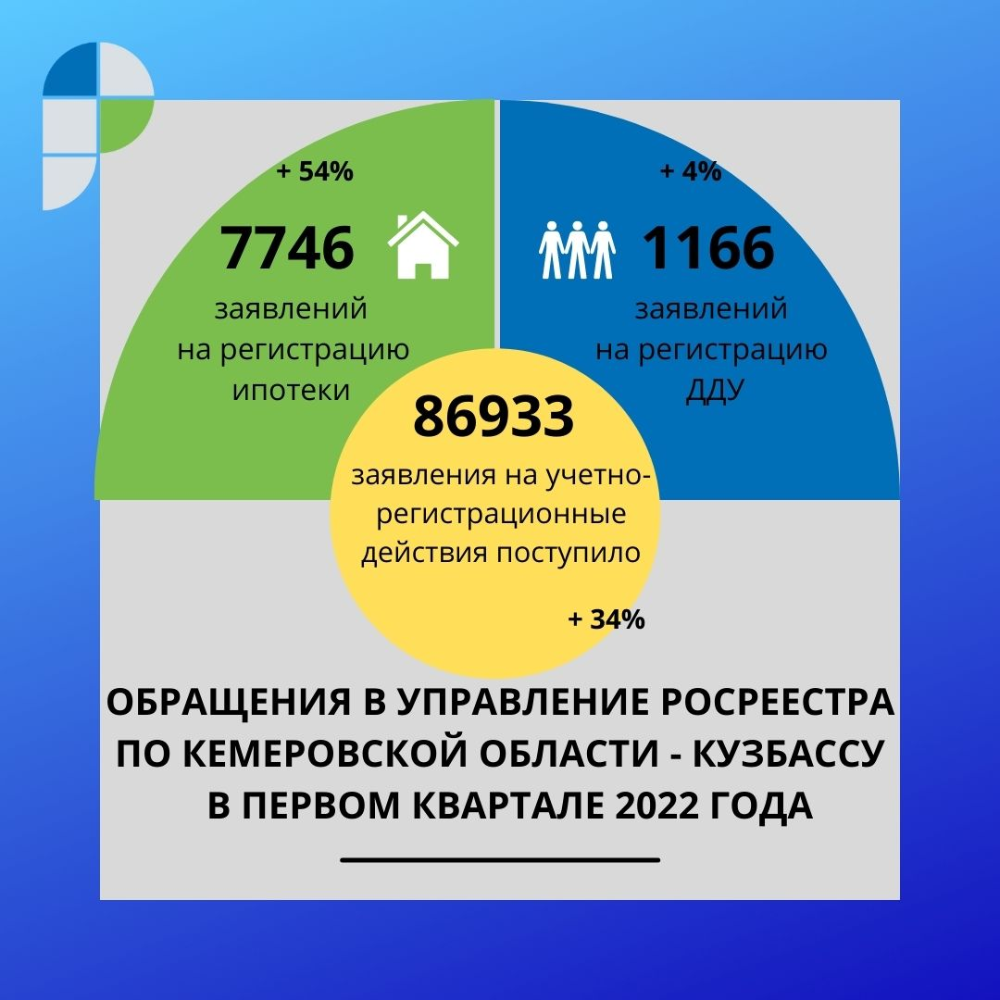 + 54%
7746
заявлений
на регистрацию
ипотеки
+ 4%
1166
заявлений
на регистрацию
ДДУ
86933
заявления на учетно-
регистрационные
действия поступило
+ 34%
ОБРАЩЕНИЯ В УПРАВЛЕНИЕ РОСРЕЕСТРА
ПО КЕМЕРОВСКОЙ ОБЛАСТИ - КУЗБАССУ
В ПЕРВОМ КВАРТАЛЕ 2022 ГОДА